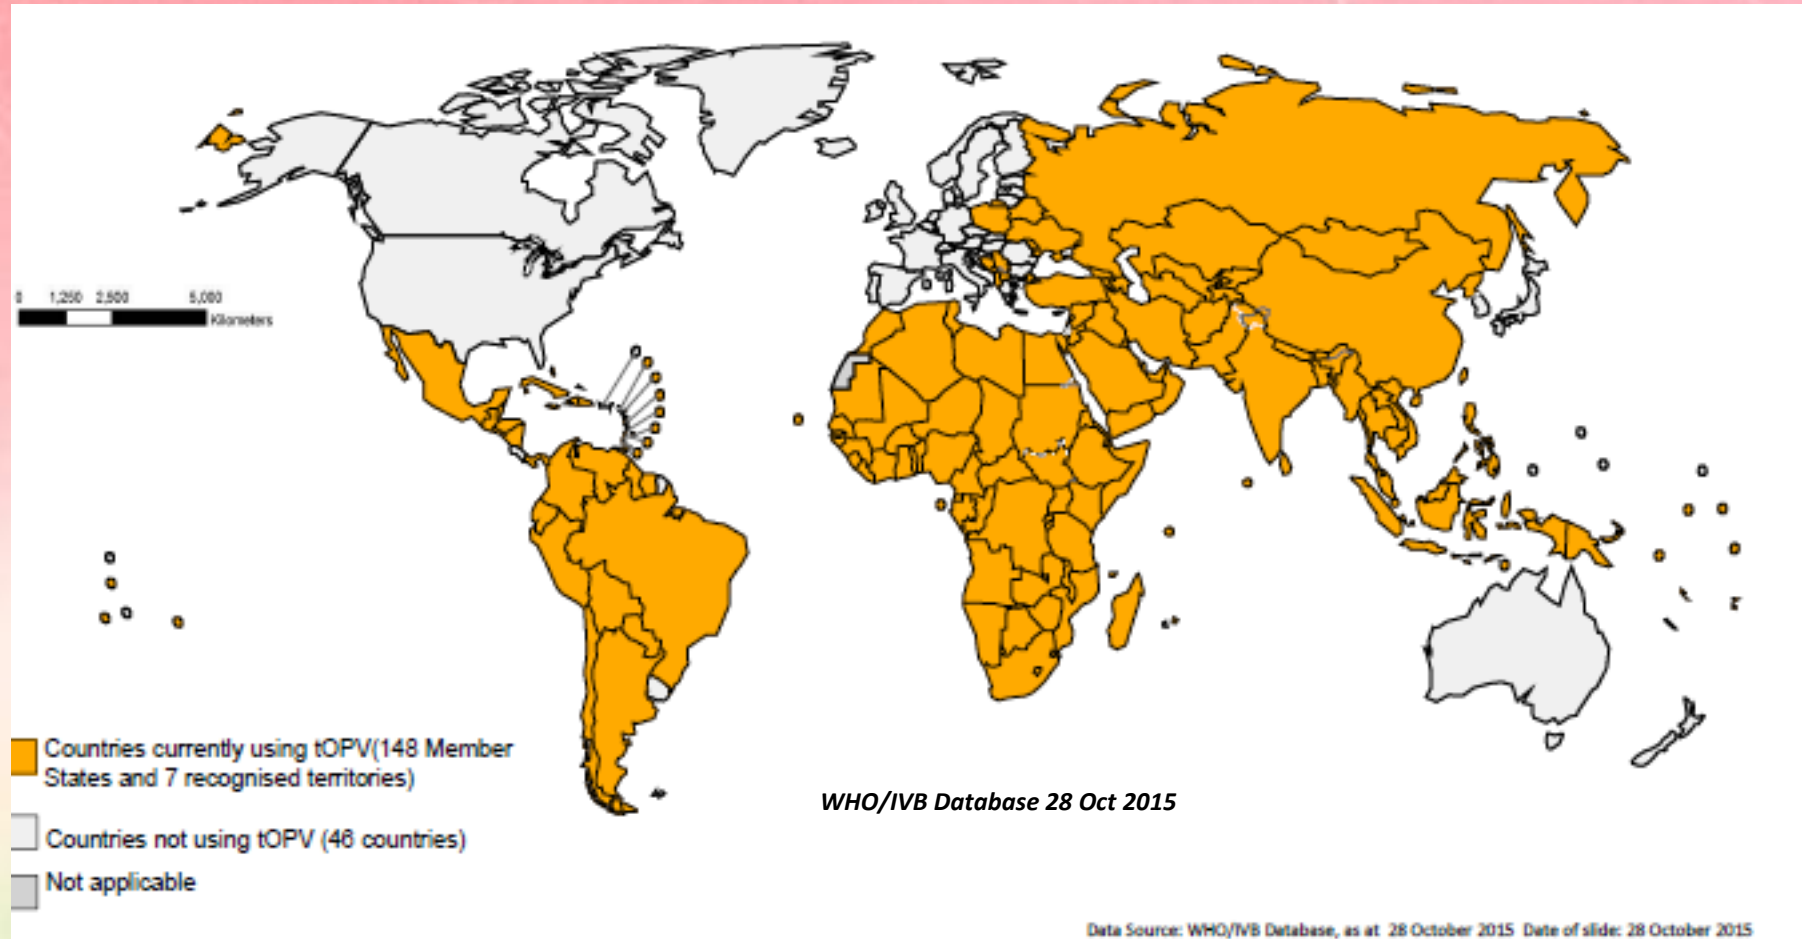 0 1,250 2,500 5,000
Kilometers
Countries currently using tOPV(148 Member
States and 7 recognised territories)
WHO/IVB Database 28 Oct 2015
Countries not using tOPV (46 countries)
Not applicable
Data Source: WHO/IVB Database, as at 28 October 2015 Date of slide: 28 October 2015